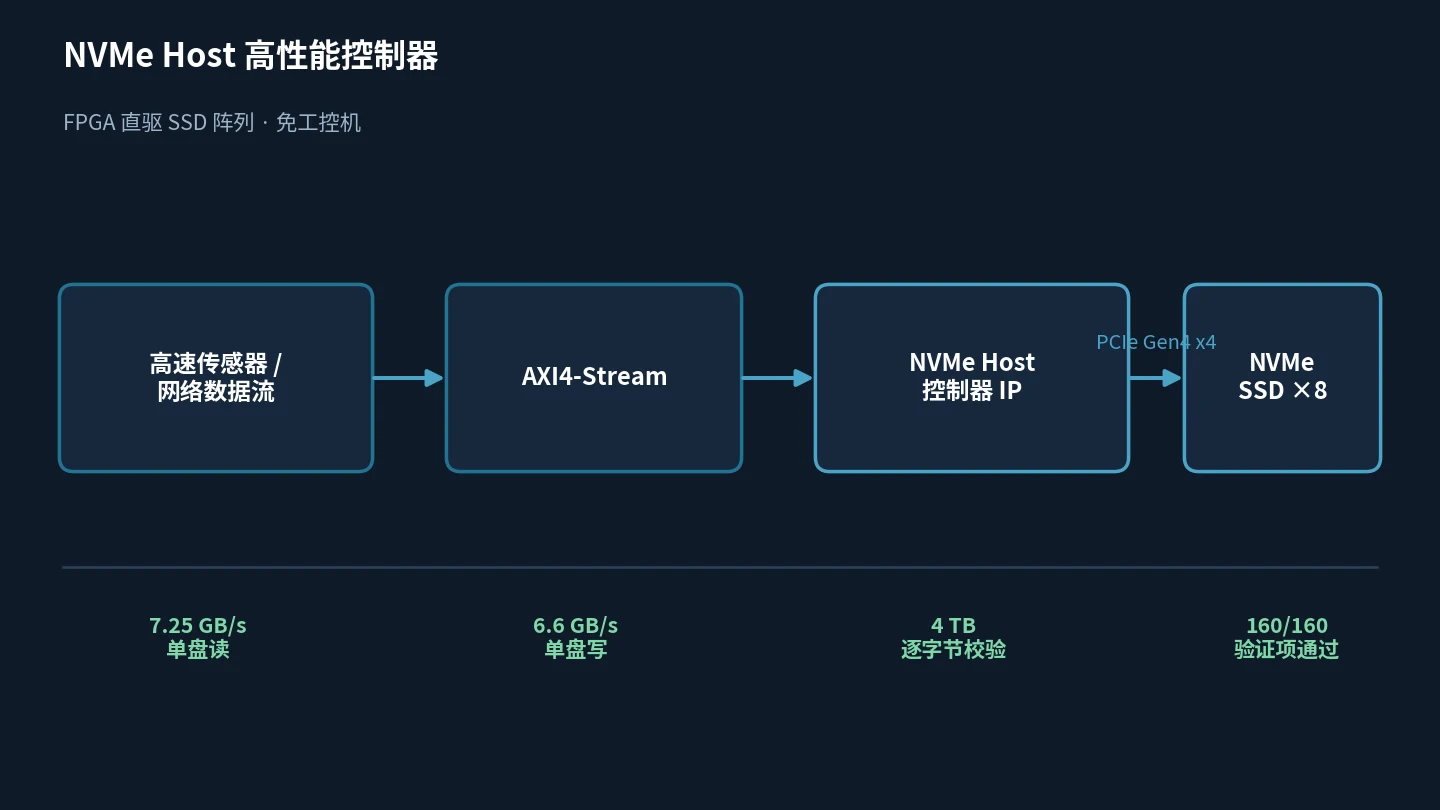 NVMe Host 高性能控制器
FPGA 直驱 SSD 阵列 · 免工控机
高速传感器 /
网络数据流
AXI4-Stream
NVMe Host
控制器 IP
PCIe Gen4 x4
NVMe
SSD ×8
7.25 GB/s
单盘读
6.6 GB/s
单盘写
4 TB
逐字节校验
160/160
验证项通过